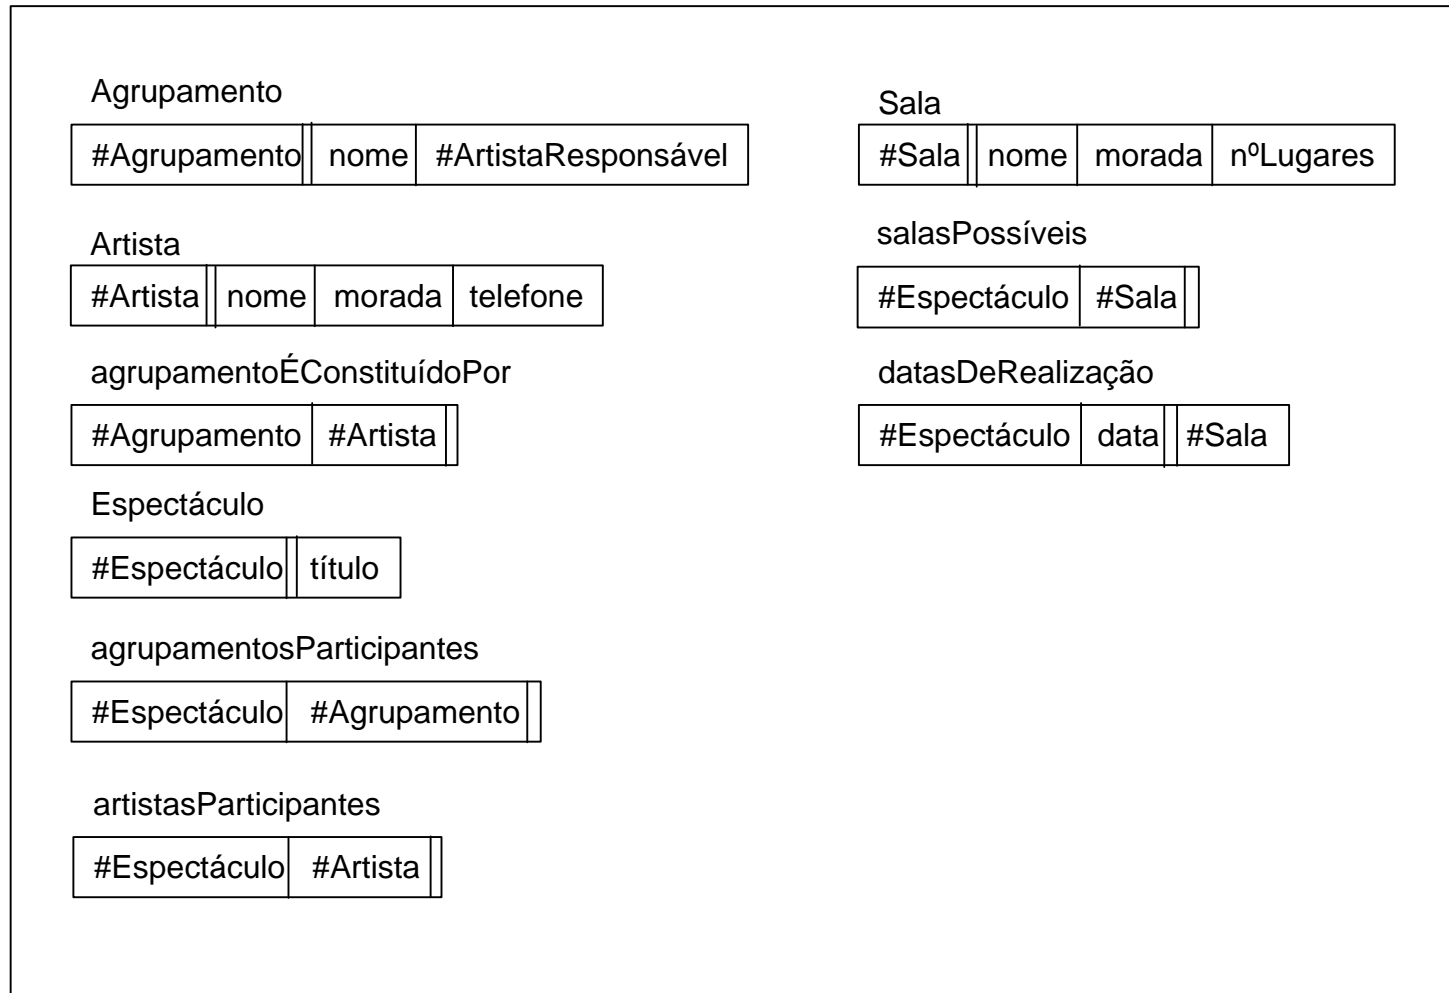 Agrupamento
#Agrupamento nome #ArtistaResponsável
Artista
#Artista nome morada telefone
agrupamentoÉConstituídoPor
#Agrupamento #Artista
Espectáculo
#Espectáculo título
agrupamentosParticipantes
#Espectáculo #Agrupamento
artistasParticipantes
#Espectáculo #Artista
Sala
#Sala nome morada nºLugares
salasPossíveis
#Espectáculo #Sala
datasDeRealização
#Espectáculo data #Sala